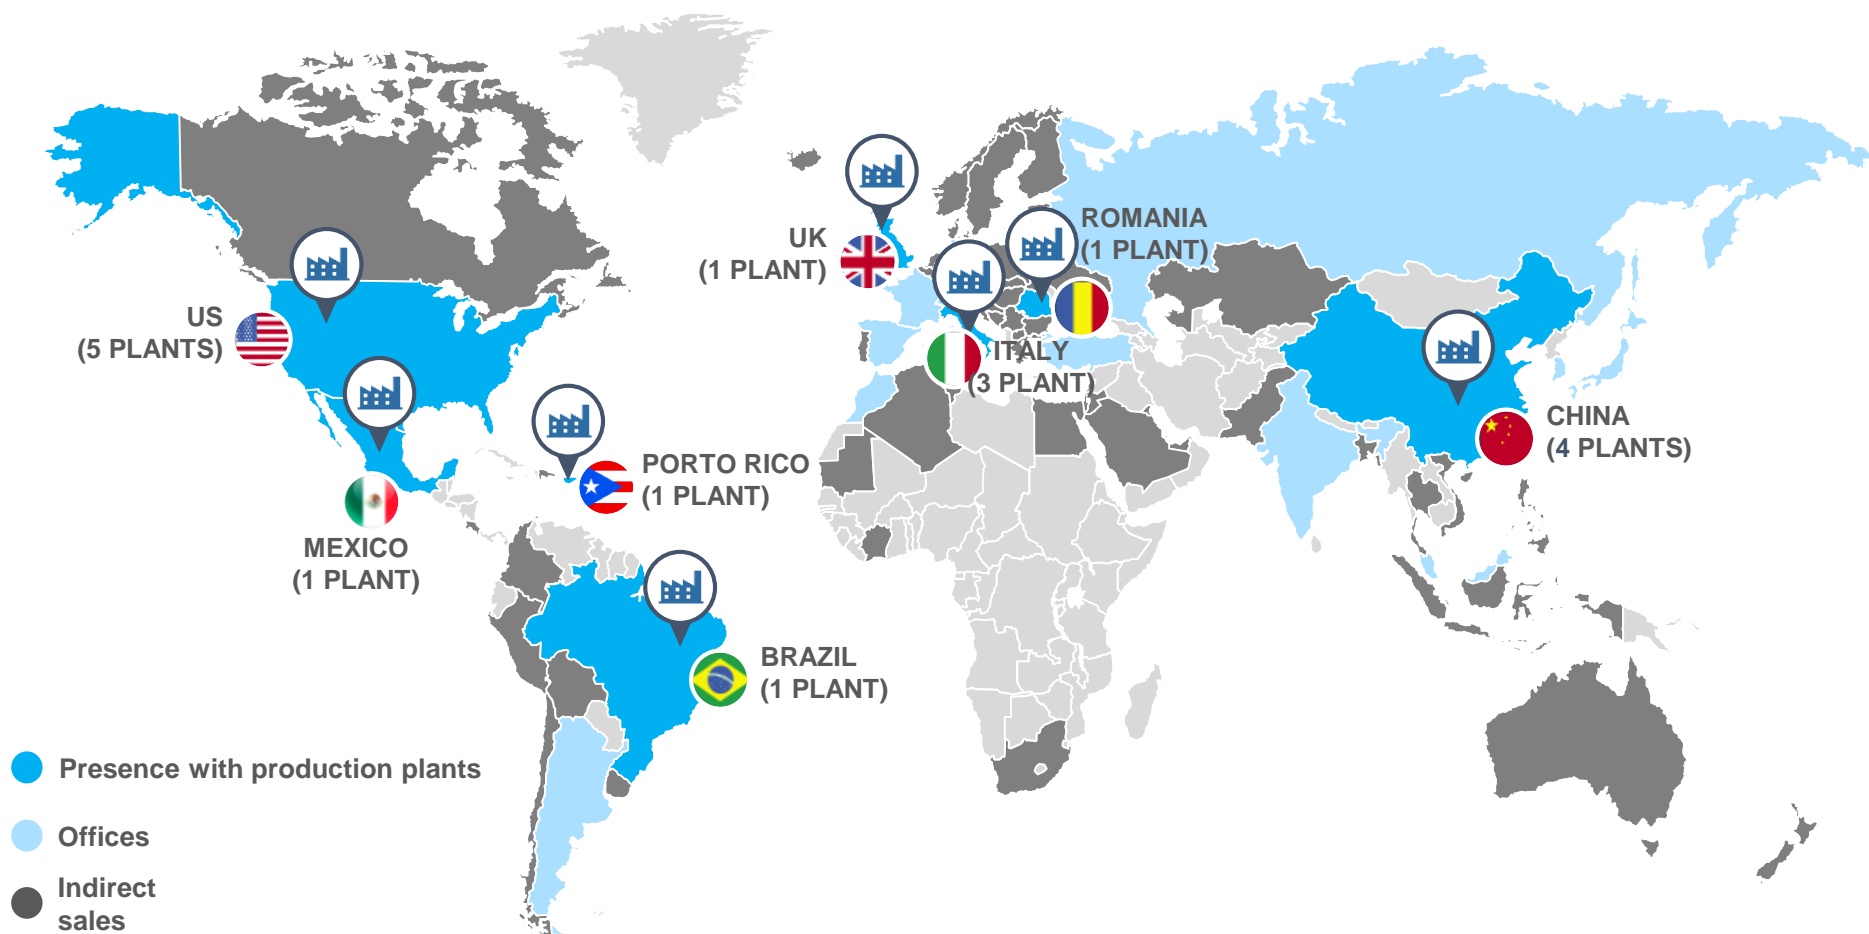 ROMANIA
(1 PLANT)
UK
(1 PLANT)
US
(5 PLANTS)
ITALY
(3 PLANT)
CHINA
(4 PLANTS)
PORTO RICO
(1 PLANT)
MEXICO
(1 PLANT)
BRAZIL
(1 PLANT)
Presence with production plants
Offices
Indirect
sales